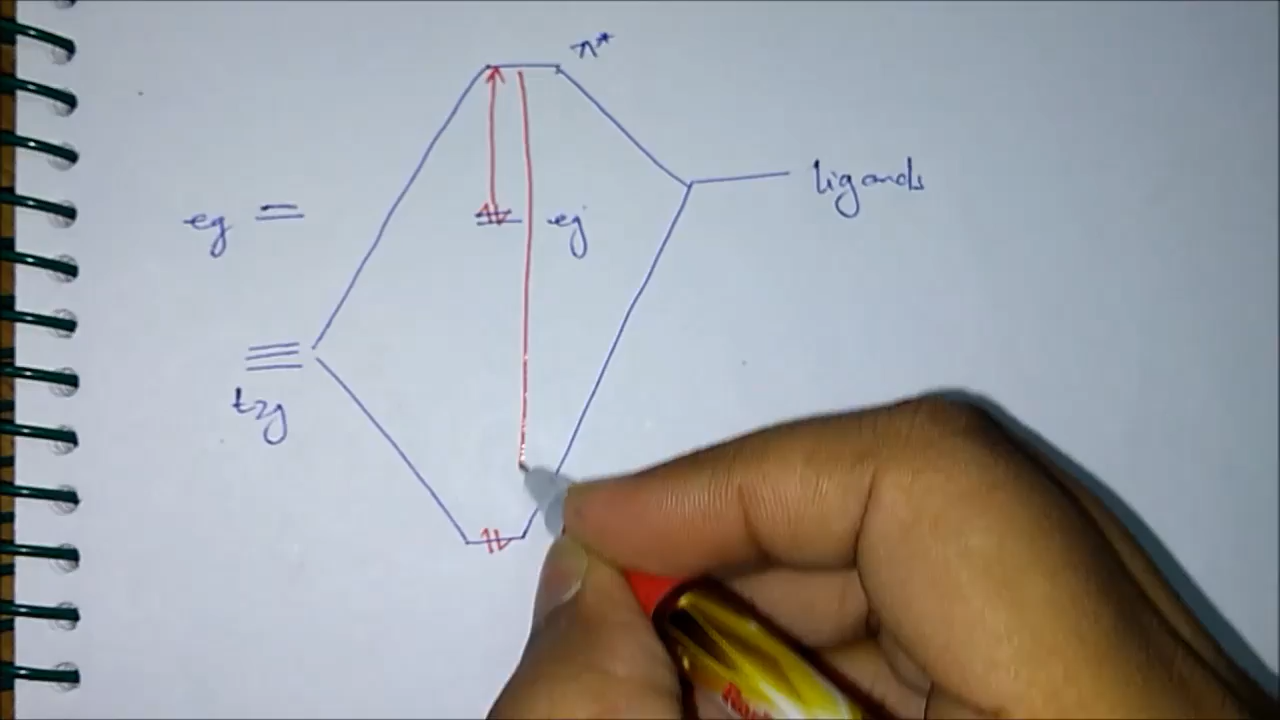 π*
ligands
eg
eg
t2g